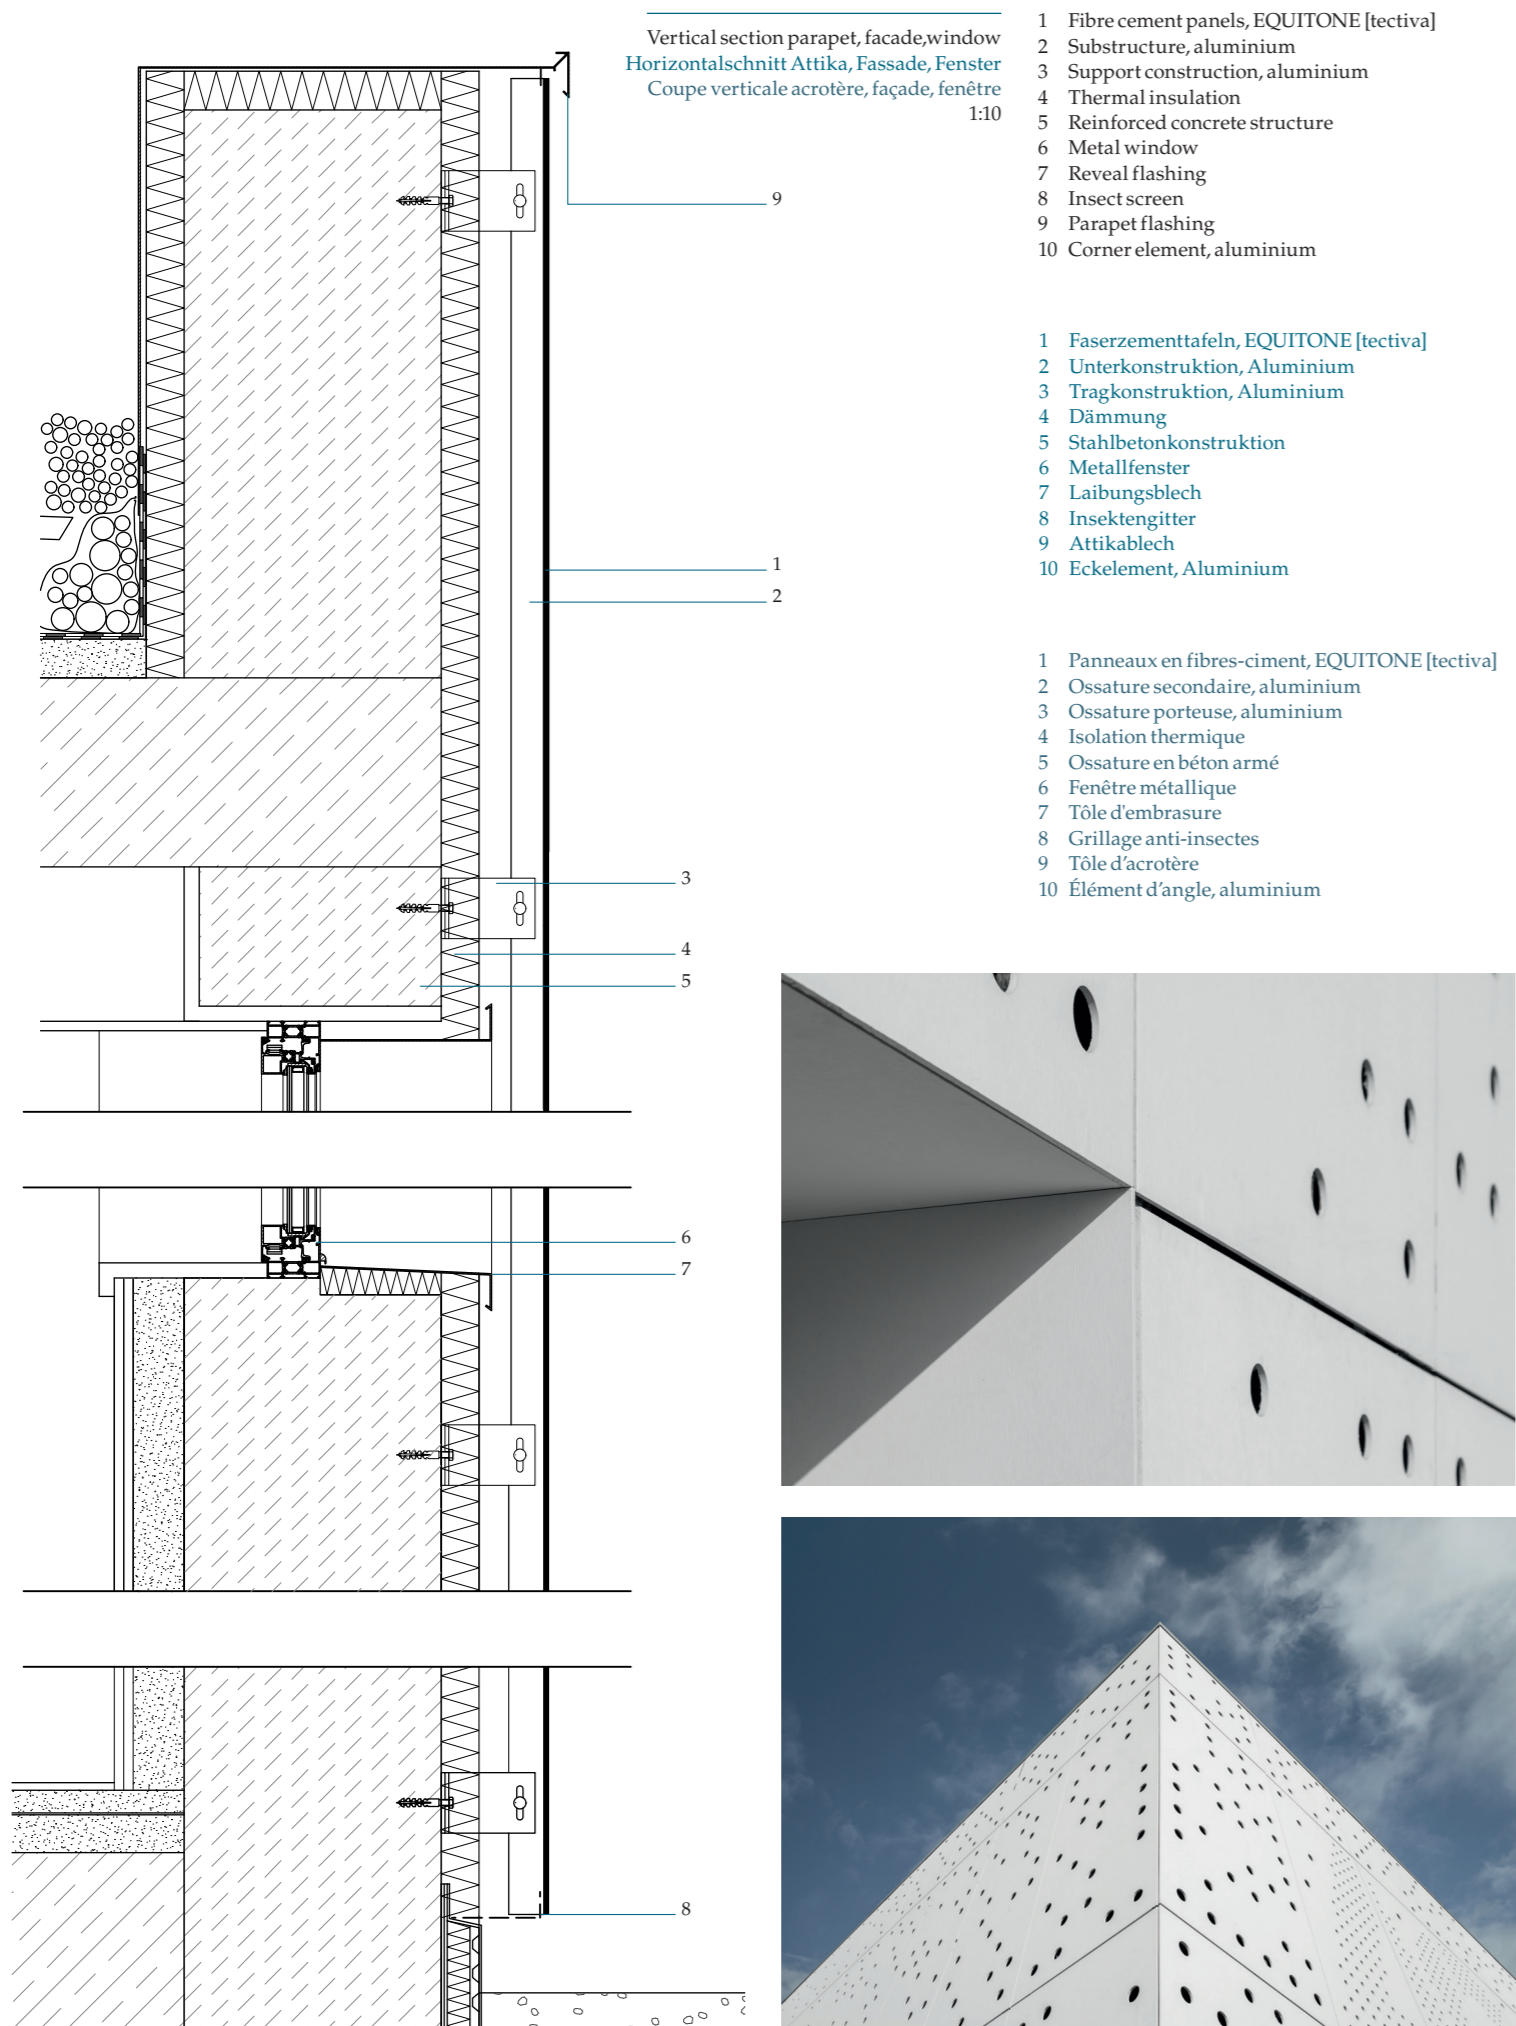 Vertical section parapet, facade,window
Horizontalschnitt Attika, Fassade, Fenster
Coupe verticale acrotère, façade, fenêtre
1:10
1 Fibre cement panels, EQUITONE [tectiva]
2 Substructure, aluminium
3 Support construction, aluminium
4 Thermal insulation
5 Reinforced concrete structure
6 Metal window
7 Reveal flashing
8 Insect screen
9 Parapet flashing
10 Corner element, aluminium
1 Faserzementtafeln, EQUITONE [tectiva]
2 Unterkonstruktion, Aluminium
3 Tragkonstruktion, Aluminium
4 Dämmung
5 Stahlbetonkonstruktion
6 Metallfenster
7 Laibungsblech
8 Insektengitter
9 Attikablech
10 Eckelement, Aluminium
1 Panneaux en fibres-ciment, EQUITONE [tectiva]
2 Ossature secondaire, aluminium
3 Ossature porteuse, aluminium
4 Isolation thermique
5 Ossature en béton armé
6 Fenêtre métallique
7 Tôle d'embrasure
8 Grillage anti-insectes
9 Tôle d’acrotère
10 Élément d’angle, aluminium
9
1
2
3
4
5
6
7
8